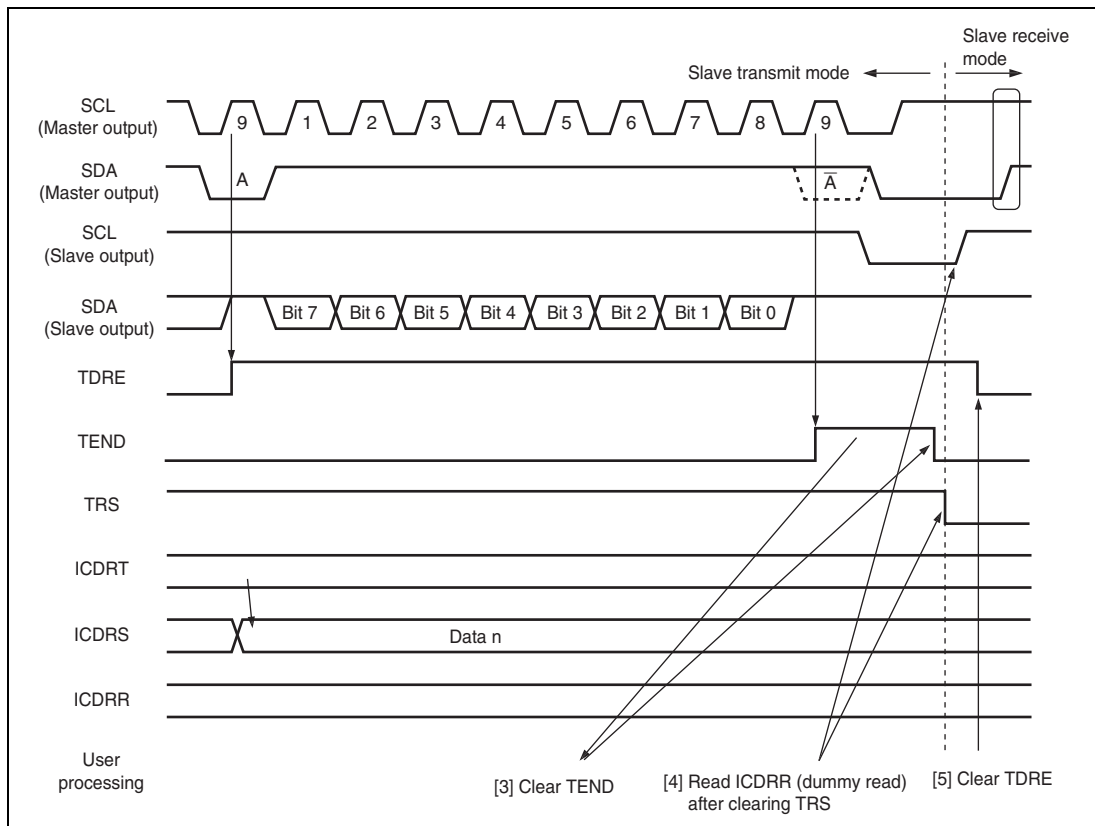 Slave receive
mode
Slave transmit mode
SCL
(Master output)
9 1 2 3 4 5 6 7 8 9
SDA
(Master output)
A A̅
SCL
(Slave output)
SDA
(Slave output)
Bit 7 Bit 6 Bit 5 Bit 4 Bit 3 Bit 2 Bit 1 Bit 0
TDRE
TEND
TRS
ICDRT
ICDRS
Data n
ICDRR
User
processing
[3] Clear TEND
[4] Read ICDRR (dummy read)
after clearing TRS
[5] Clear TDRE